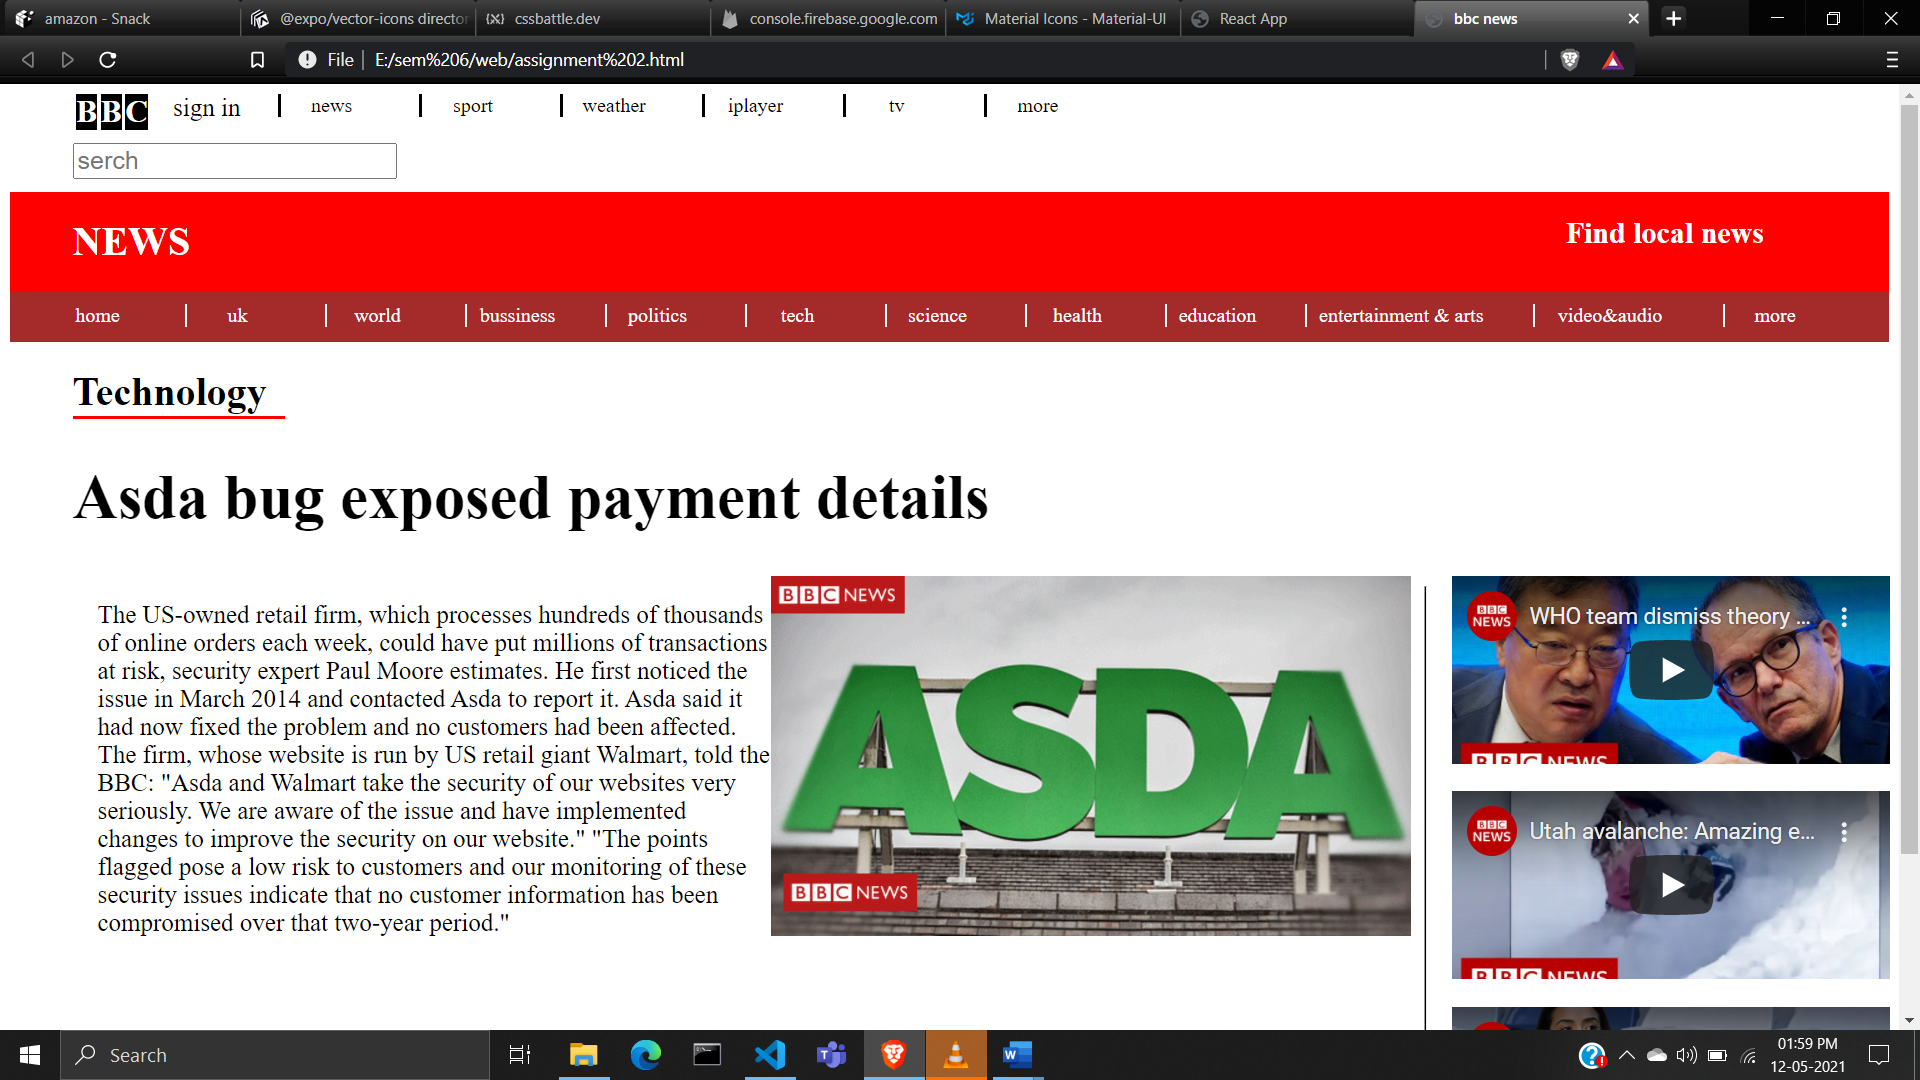 amazon - Snack
@expo/vector-icons director
cssbattle.dev
console.firebase.google.com
Material Icons - Material-UI
React App
bbc news
File
E:/sem%206/web/assignment%202.html
BBC
sign in
news
sport
weather
iplayer
tv
more
serch
NEWS
Find local news
home
uk
world
bussiness
politics
tech
science
health
education
entertainment & arts
video&audio
more
Technology
Asda bug exposed payment details
The US-owned retail firm, which processes hundreds of thousands
of online orders each week, could have put millions of transactions
at risk, security expert Paul Moore estimates. He first noticed the
issue in March 2014 and contacted Asda to report it. Asda said it
had now fixed the problem and no customers had been affected.
The firm, whose website is run by US retail giant Walmart, told the
BBC: "Asda and Walmart take the security of our websites very
seriously. We are aware of the issue and have implemented
changes to improve the security on our website." "The points
flagged pose a low risk to customers and our monitoring of these
security issues indicate that no customer information has been
compromised over that two-year period."
BBC NEWS
ASDA
BBC NEWS
BBC
NEWS
WHO team dismiss theory ...
BBC NEWS
BBC
NEWS
Utah avalanche: Amazing e...
BBC NEWS
Search
01:59 PM
12-05-2021